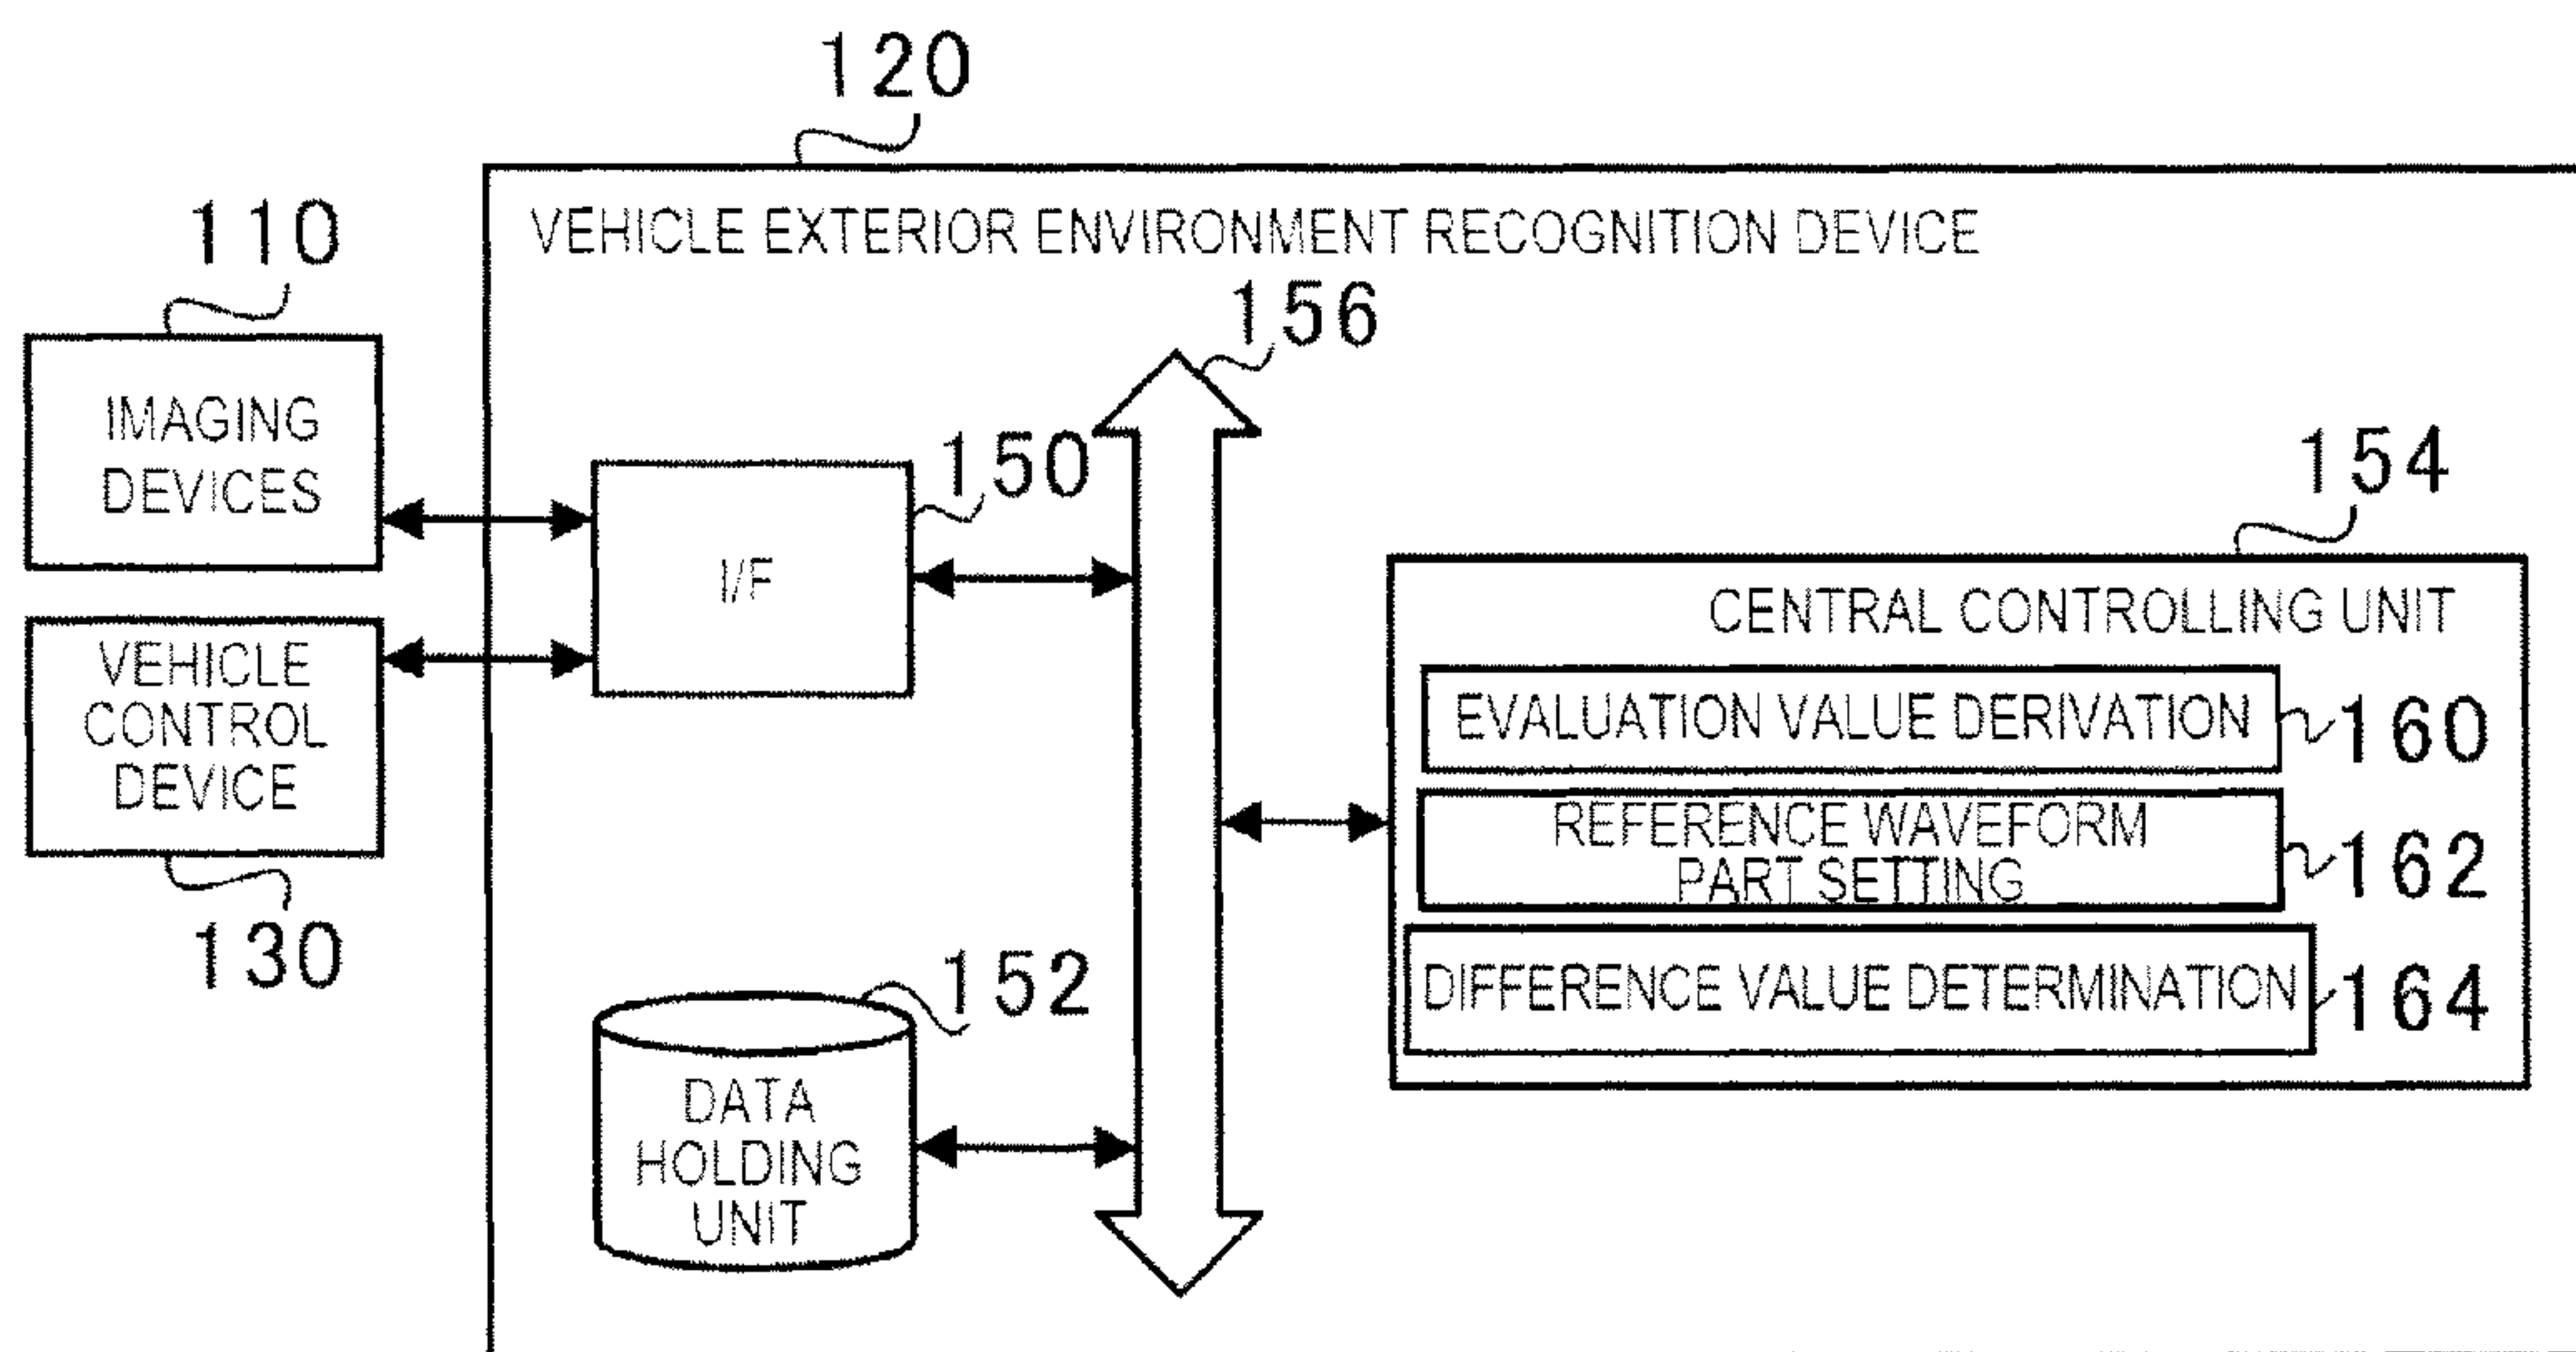 120
110
VEHICLE EXTERIOR ENVIRONMENT RECOGNITION DEVICE
156
IMAGING
DEVICES
150
I/F
154
VEHICLE
CONTROL
DEVICE
130
CENTRAL CONTROLLING UNIT
EVALUATION VALUE DERIVATION
160
REFERENCE WAVEFORM
PART SETTING
162
DIFFERENCE VALUE DETERMINATION
164
152
DATA
HOLDING
UNIT